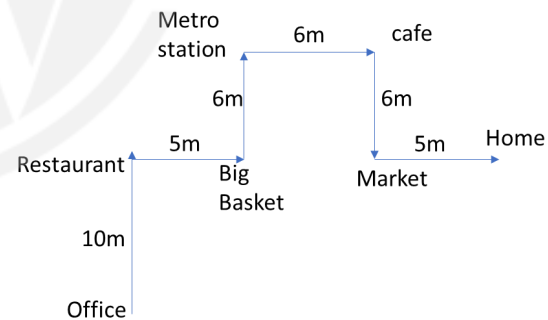 Metro
station
6m
cafe
6m
6m
5m
5m
Home
Restaurant
Big
Basket
Market
10m
Office